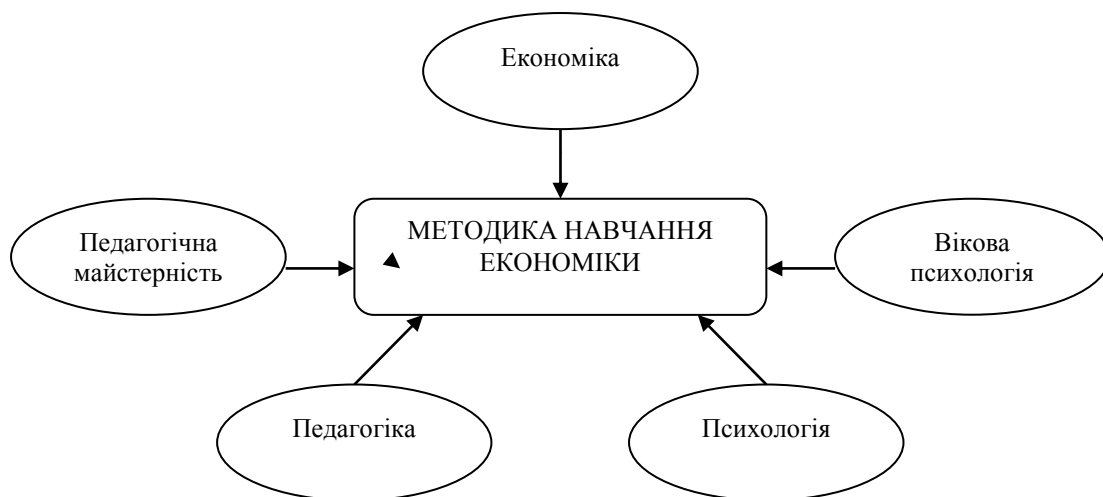 Економіка
МЕТОДИКА НАВЧАННЯ
ЕКОНОМІКИ
Педагогічна
майстерність
Вікова
психологія
Педагогіка
Психологія